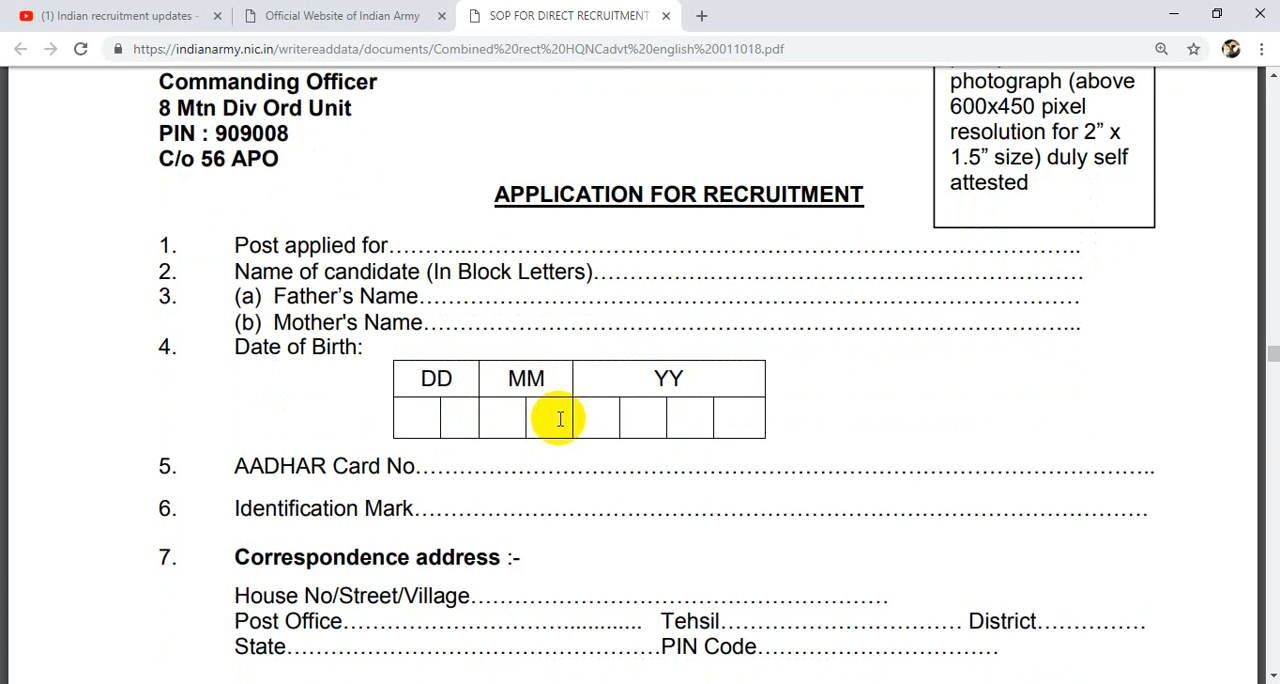 (1) Indian recruitment updates -
Official Website of Indian Army
SOP FOR DIRECT RECRUITMENT
https://indianarmy.nic.in/writereaddata/documents/Combined%20rect%20HQNCadvt%20english%20011018.pdf
Commanding Officer
8 Mtn Div Ord Unit
PIN : 909008
C/o 56 APO
photograph (above
600x450 pixel
resolution for 2” x
1.5” size) duly self
attested
APPLICATION FOR RECRUITMENT
1. Post applied for……………………………………………………………………………
2. Name of candidate (In Block Letters)……………………………………………………
3. (a) Father’s Name…………………………………………………………………………
(b) Mother's Name………………………………………………………………………...
4. Date of Birth:
DD MM YY
5. AADHAR Card No………………………………………………………………………………..
6. Identification Mark…………………………………………………………………………………
7. Correspondence address :-
House No/Street/Village…………………………………………………
Post Office…………………………............ Tehsil…………………………… District……………
State…………………………………………….PIN Code……………………………